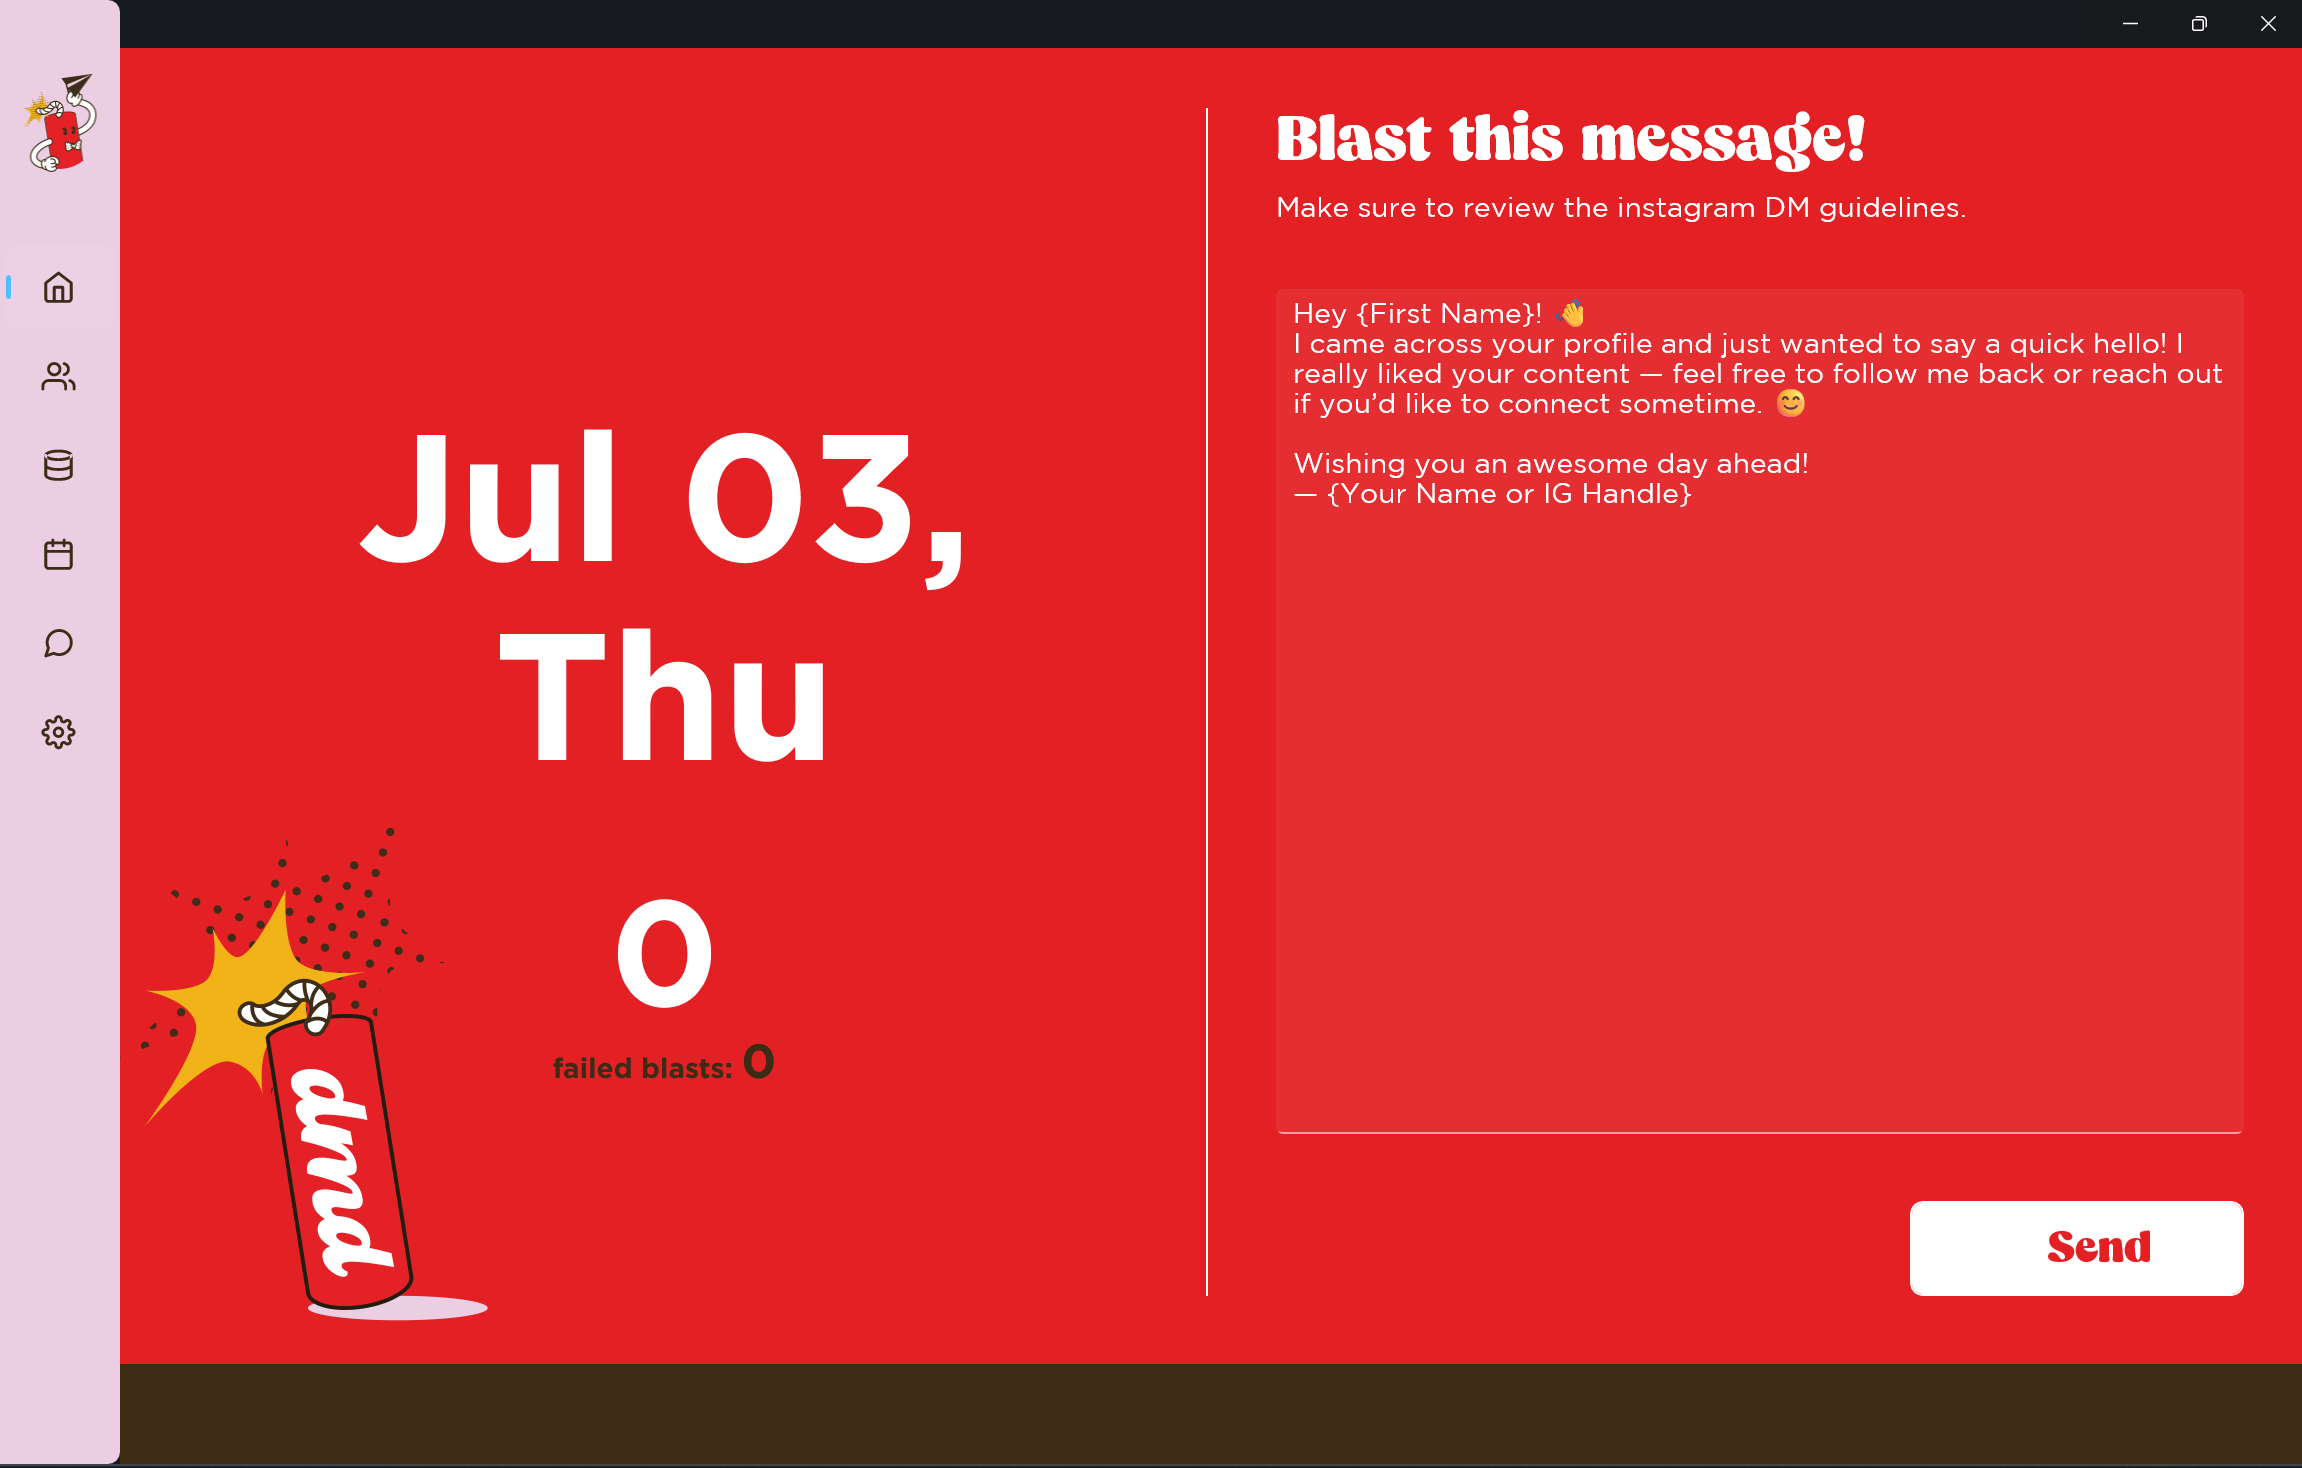 Jul 03,
Thu
0
failed blasts: 0
dmd
Blast this message!
Make sure to review the instagram DM guidelines.
Hey {First Name}! 👋
I came across your profile and just wanted to say a quick hello! I
really liked your content — feel free to follow me back or reach out
if you’d like to connect sometime. 😊
Wishing you an awesome day ahead!
— {Your Name or IG Handle}
Send